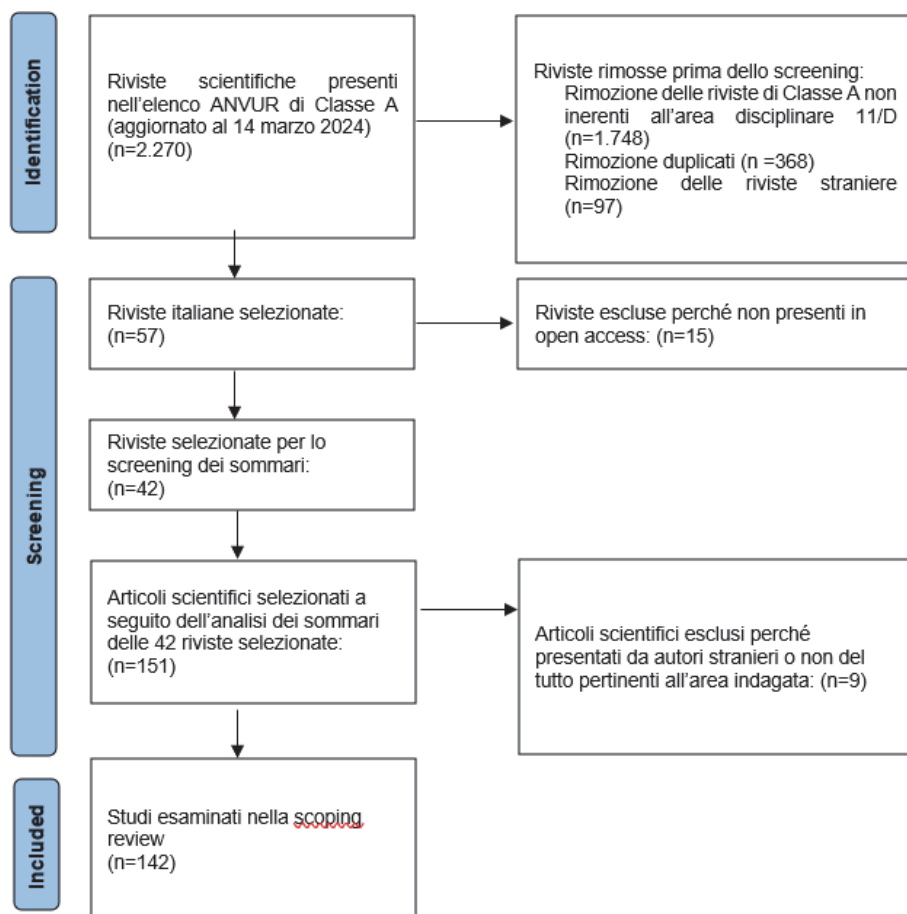 Identification
Riviste scientifiche presenti
nell'elenco ANVUR di Classe A
(aggiornato al 14 marzo 2024)
(n=2.270)
Riviste rimosse prima dello screening:
Rimozione delle riviste di Classe A non
inerenti all'area disciplinare 11/D
(n=1.748)
Rimozione duplicati (n =368)
Rimozione delle riviste straniere
(n=97)
Screening
Riviste italiane selezionate:
(n=57)
Riviste escluse perché non presenti in
open access: (n=15)
Riviste selezionate per lo
screening dei sommari:
(n=42)
Articoli scientifici selezionati a
seguito dell'analisi dei sommari
delle 42 riviste selezionate:
(n=151)
Articoli scientifici esclusi perché
presentati da autori stranieri o non del
tutto pertinenti all'area indagata: (n=9)
Included
Studi esaminati nella scoping
review
(n=142)